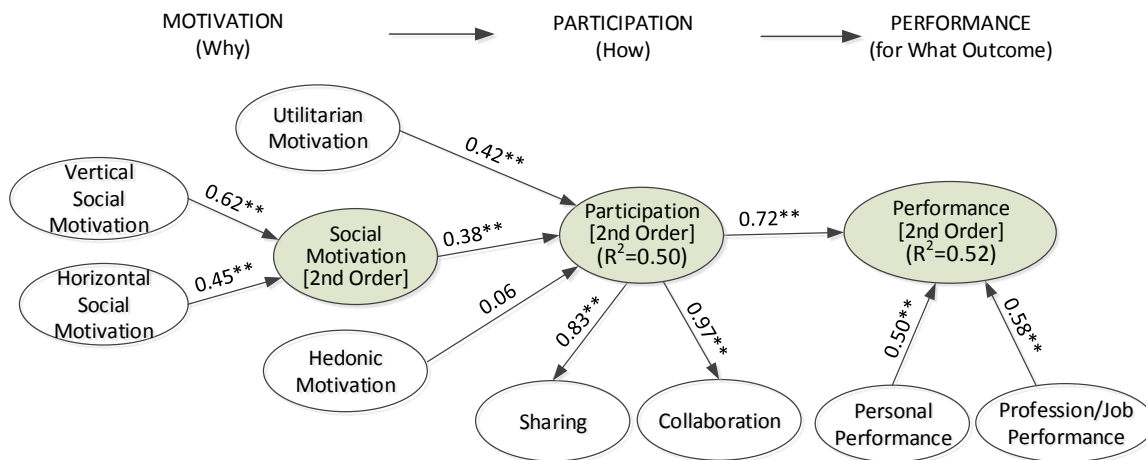 MOTIVATION
(Why)
PARTICIPATION
(How)
PERFORMANCE
(for What Outcome)
Utilitarian
Motivation
0.42**
Vertical
Social
Motivation
0.62**
Social
Motivation
[2nd Order]
0.38**
Participation
[2nd Order]
(R²=0.50)
0.72**
Performance
[2nd Order]
(R²=0.52)
Horizontal
Social
Motivation
0.45**
0.06
Hedonic
Motivation
0.83**
0.97**
0.50**
0.58**
Sharing
Collaboration
Personal
Performance
Profession/Job
Performance